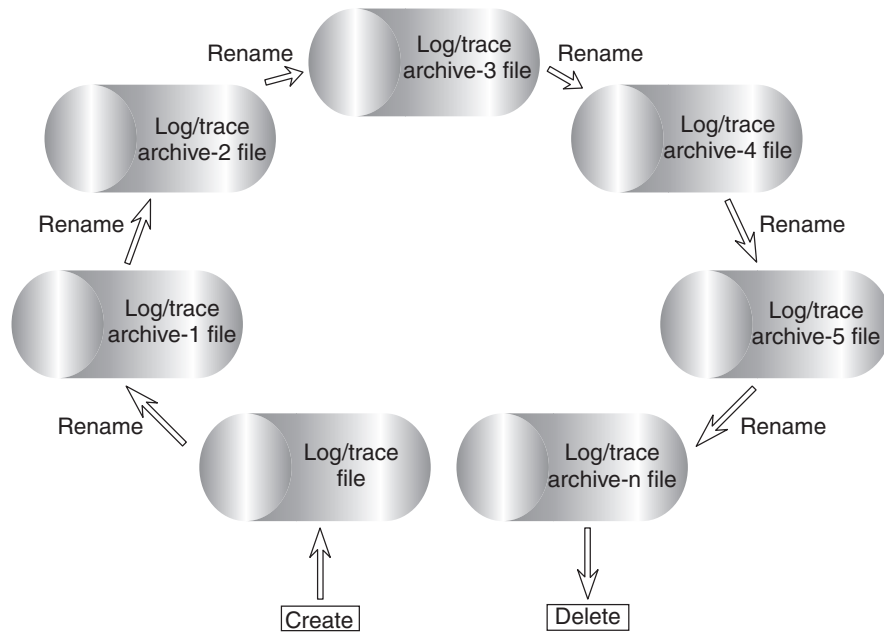 Rename
Log/trace
archive-3 file
Rename
Log/trace
archive-2 file
Log/trace
archive-4 file
Rename
Rename
Log/trace
archive-1 file
Log/trace
archive-5 file
Rename
Rename
Log/trace
file
Log/trace
archive-n file
Create
Delete